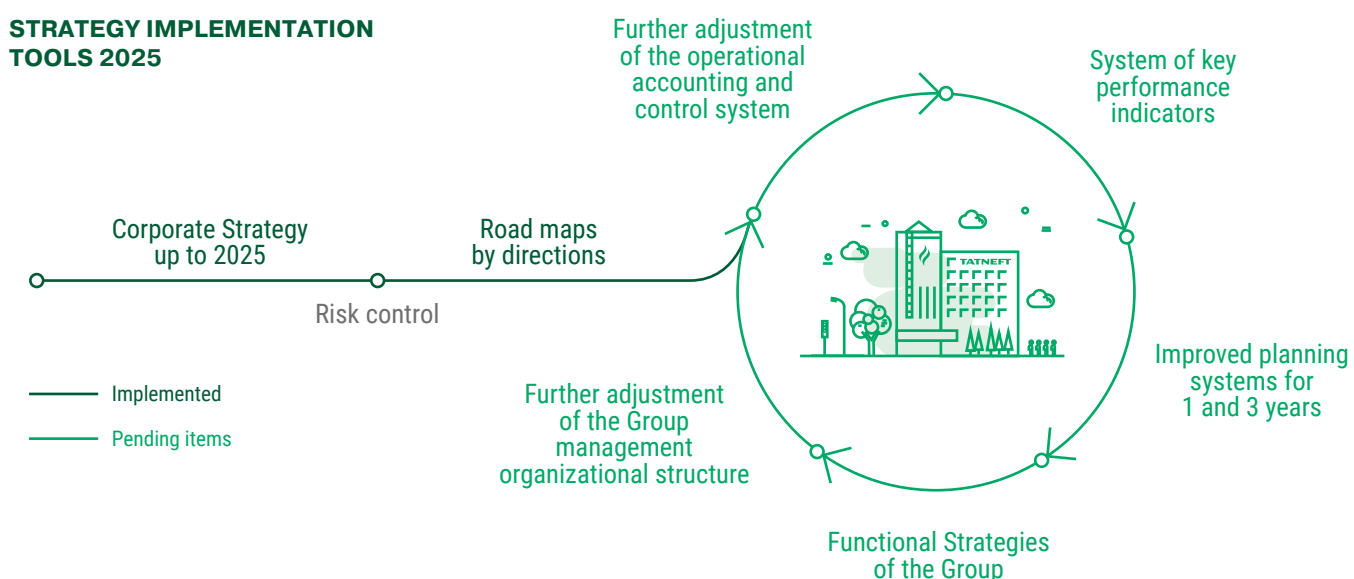 STRATEGY IMPLEMENTATION
TOOLS 2025
Further adjustment
of the operational
accounting and
control system
System of key
performance
indicators
Corporate Strategy
up to 2025
Road maps
by directions
Risk control
TATNEFT
Improved planning
systems for
1 and 3 years
Implemented
Pending items
Further adjustment
of the Group
management
organizational structure
Functional Strategies
of the Group